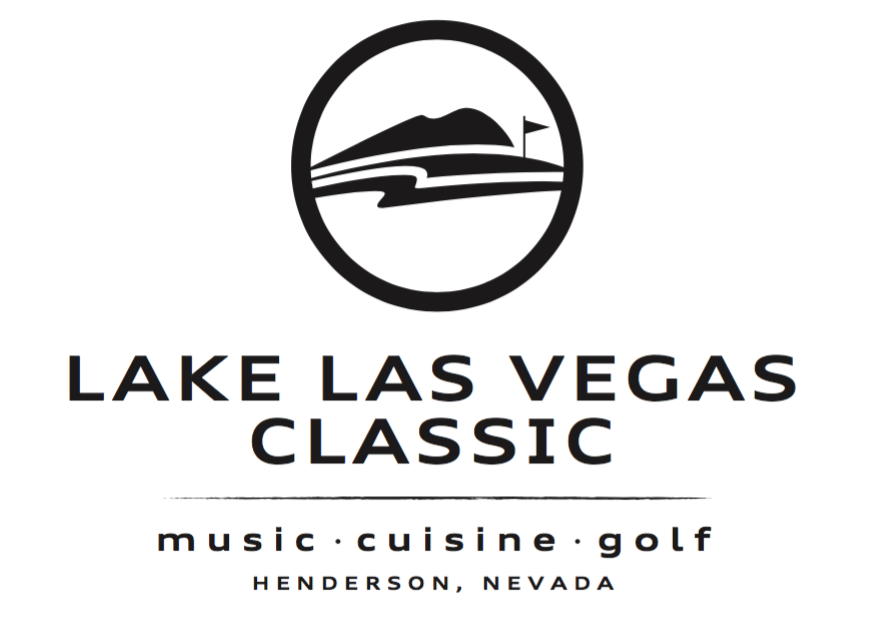 LAKE LAS VEGAS
CLASSIC
music · cuisine · golf
HENDERSON, NEVADA